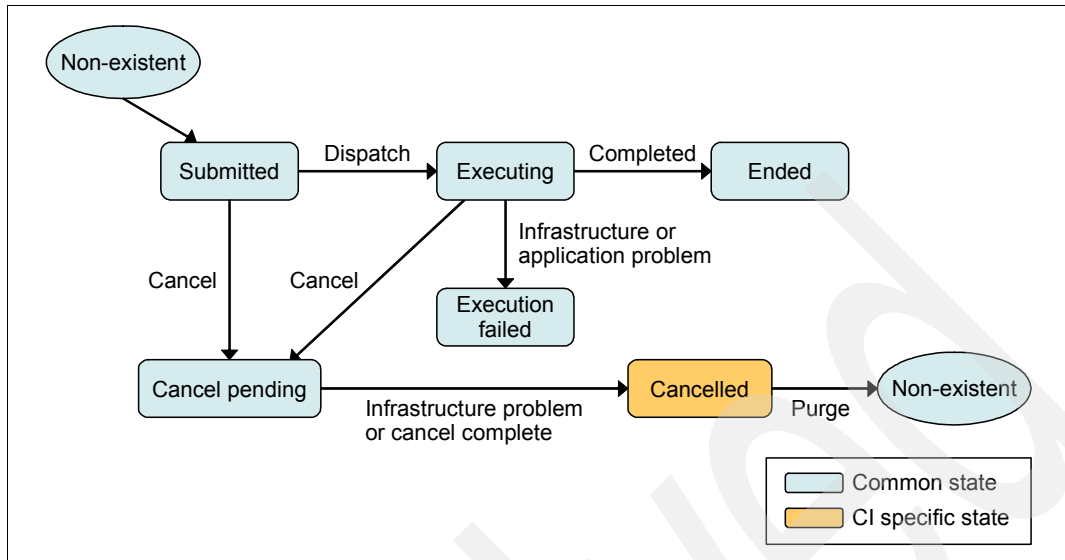 Non-existent
Submitted
Dispatch
Executing
Completed
Ended
Infrastructure or
application problem
Cancel
Cancel
Execution
failed
Cancel pending
Infrastructure problem
or cancel complete
Cancelled
Purge
Non-existent
Common state
CI specific state